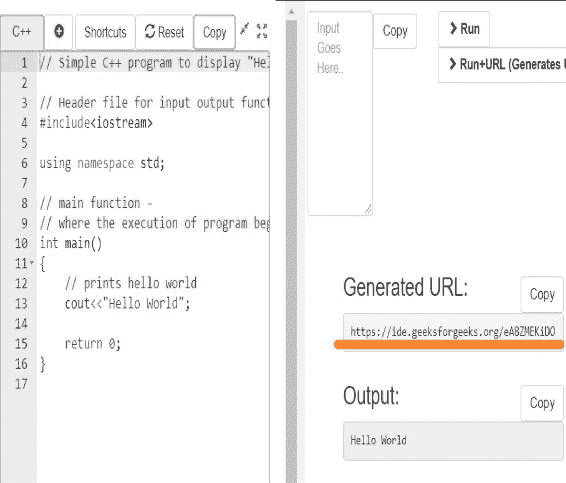 C++ Shortcuts Reset Copy
1 // Simple C++ program to display "Hel
2
3 // Header file for input output funct
4 #include<iostream>
5
6 using namespace std;
7
8 // main function -
9 // where the execution of program beg
10 int main()
11 {
12 // prints hello world
13 cout<<"Hello World";
14
15 return 0;
16 }
17
Input
Goes
Here..
Copy
Run
Run+URL (Generates U
Generated URL:
Copy
https://ide.geeksforgeeks.org/eABZMEKiDO
Output:
Copy
Hello World